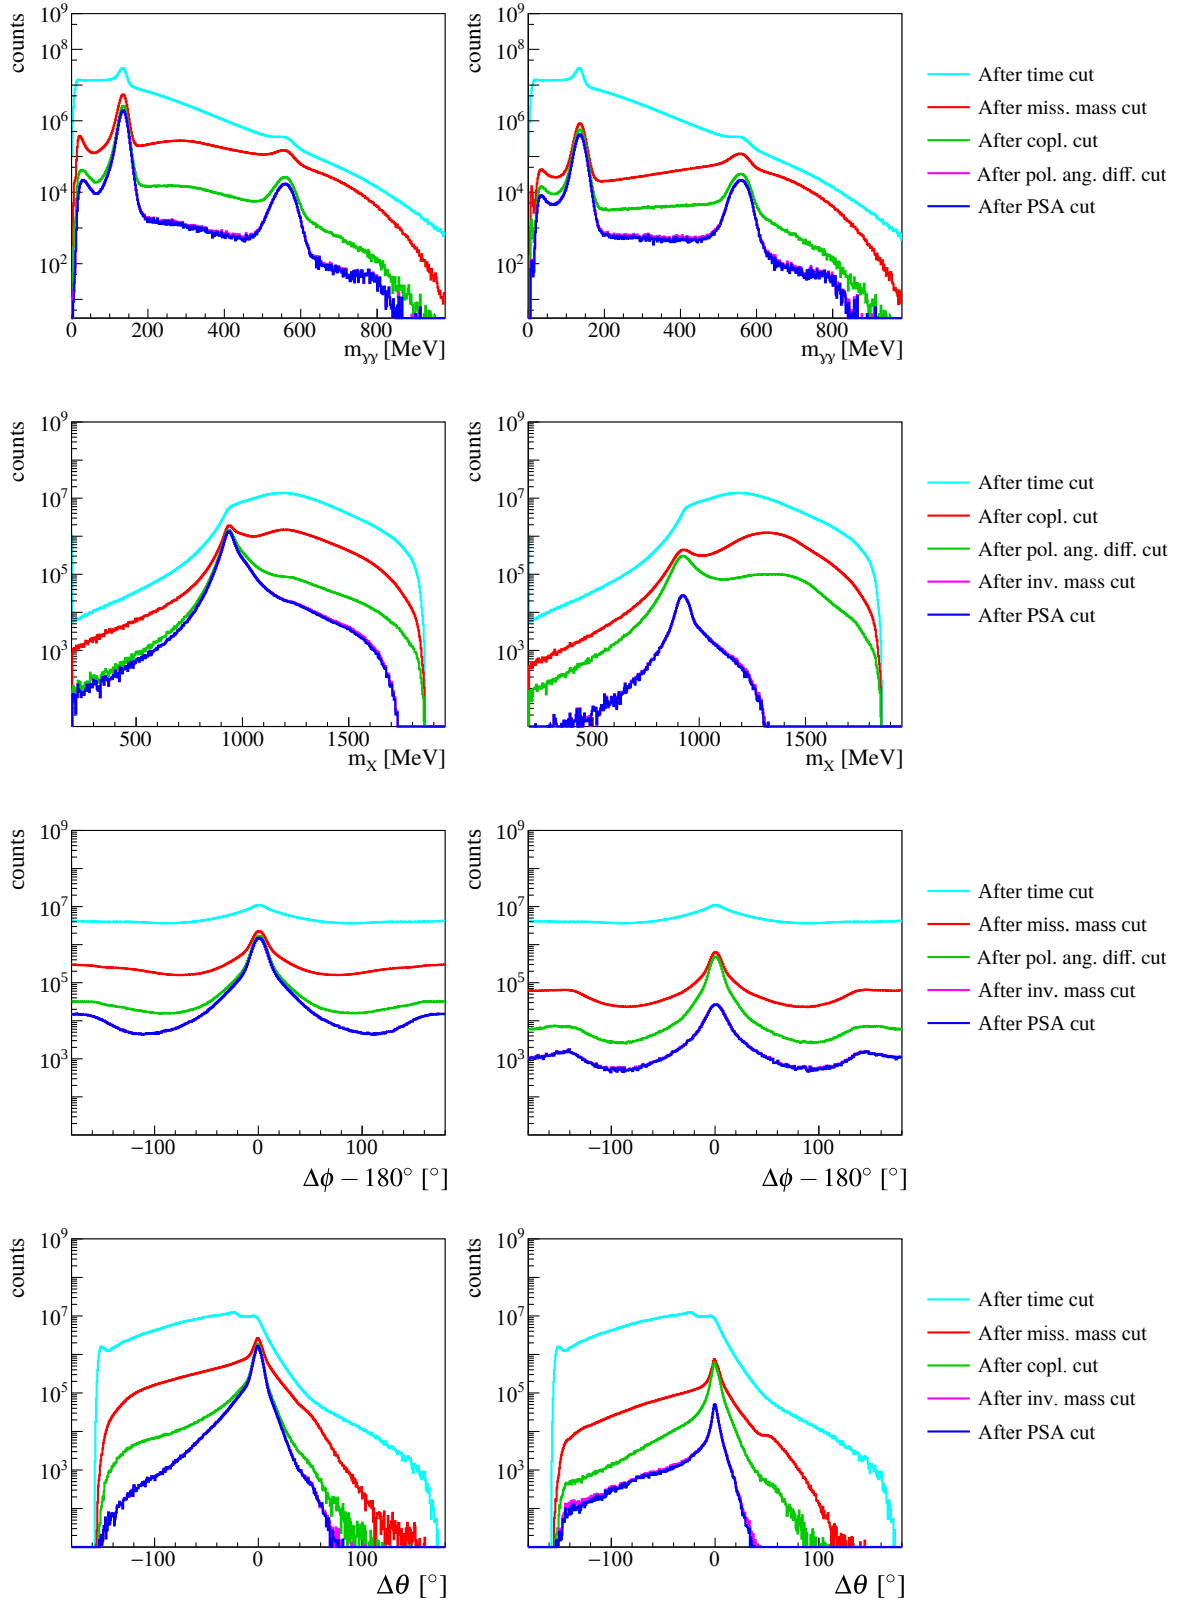 counts
10^9
10^8
10^6
10^4
10^2
0 200 400 600 800
m_γγ [MeV]
counts
10^9
10^8
10^6
10^4
10^2
0 200 400 600 800
m_γγ [MeV]
After time cut
After miss. mass cut
After copl. cut
After pol. ang. diff. cut
After PSA cut
counts
10^9
10^7
10^5
10^3
500 1000 1500
m_X [MeV]
counts
10^9
10^7
10^5
10^3
500 1000 1500
m_X [MeV]
After time cut
After copl. cut
After pol. ang. diff. cut
After inv. mass cut
After PSA cut
counts
10^9
10^7
10^5
10^3
−100 0 100
Δϕ − 180° [°]
counts
10^9
10^7
10^5
10^3
−100 0 100
Δϕ − 180° [°]
After time cut
After miss. mass cut
After pol. ang. diff. cut
After inv. mass cut
After PSA cut
counts
10^9
10^7
10^5
10^3
−100 0 100
Δθ [°]
counts
10^9
10^7
10^5
10^3
−100 0 100
Δθ [°]
After time cut
After miss. mass cut
After copl. cut
After inv. mass cut
After PSA cut